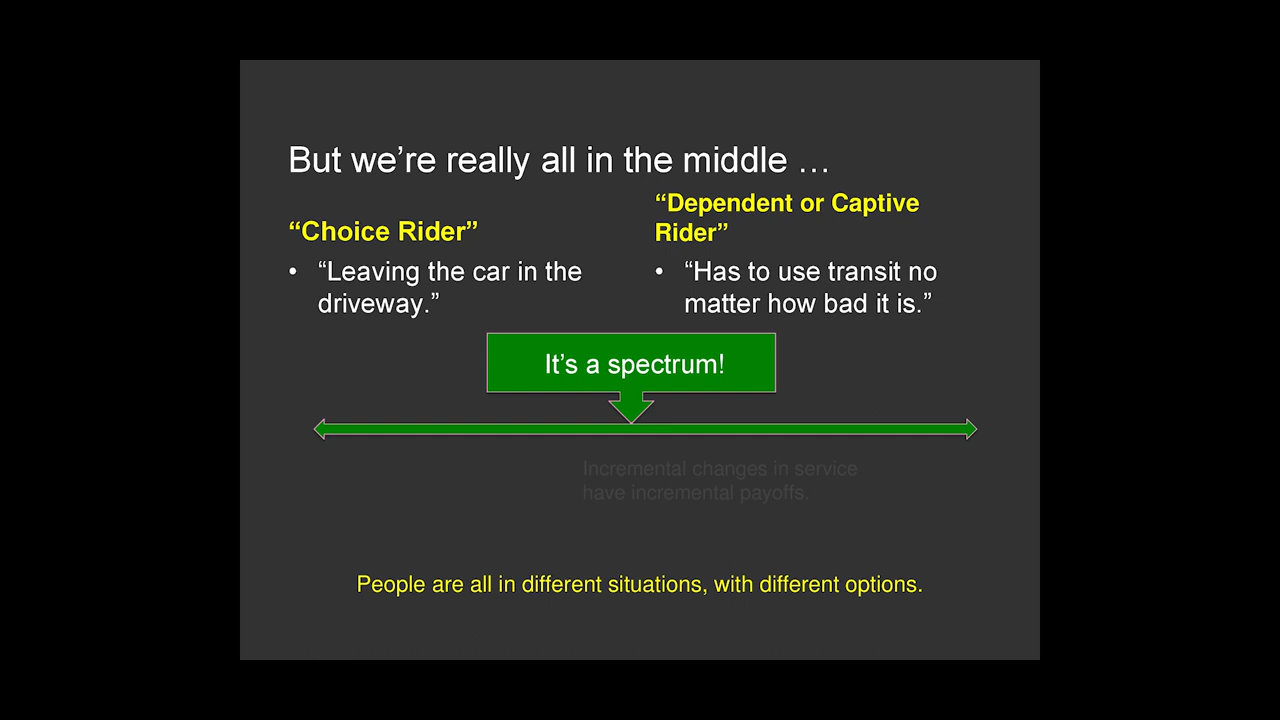 But we’re really all in the middle …
“Choice Rider”
• “Leaving the car in the
driveway.”
“Dependent or Captive
Rider”
• “Has to use transit no
matter how bad it is.”
It’s a spectrum!
Incremental changes in service
have incremental payoffs.
People are all in different situations, with different options.